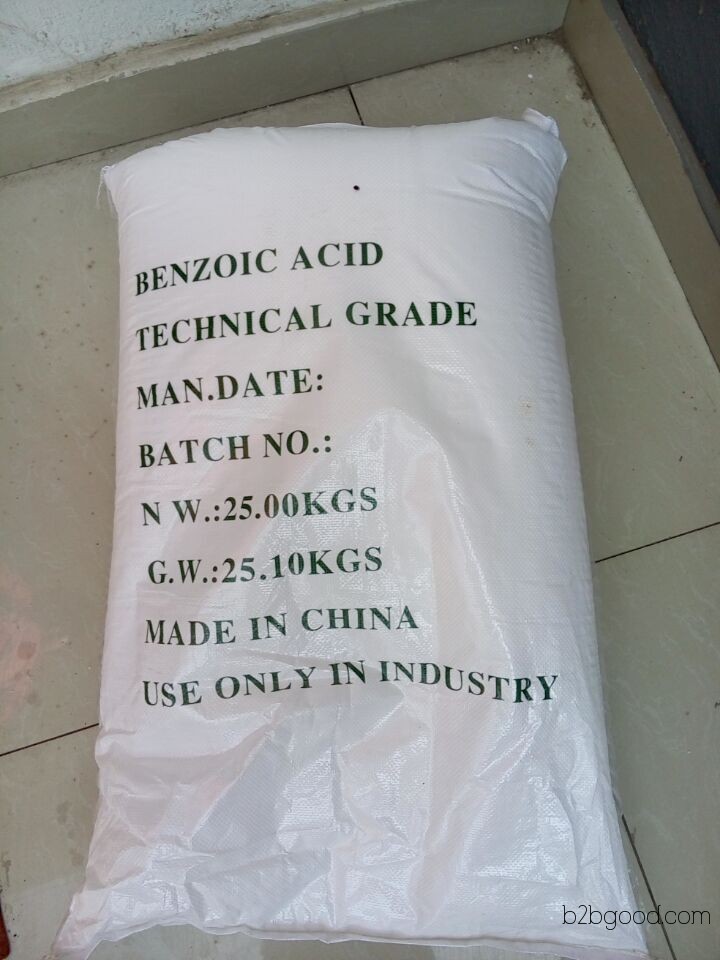 BENZOIC ACID
TECHNICAL GRADE
MAN.DATE:
BATCH NO.:
N W.:25.00KGS
G.W.:25.10KGS
MADE IN CHINA
USE ONLY IN INDUSTRY
b2bgood.com